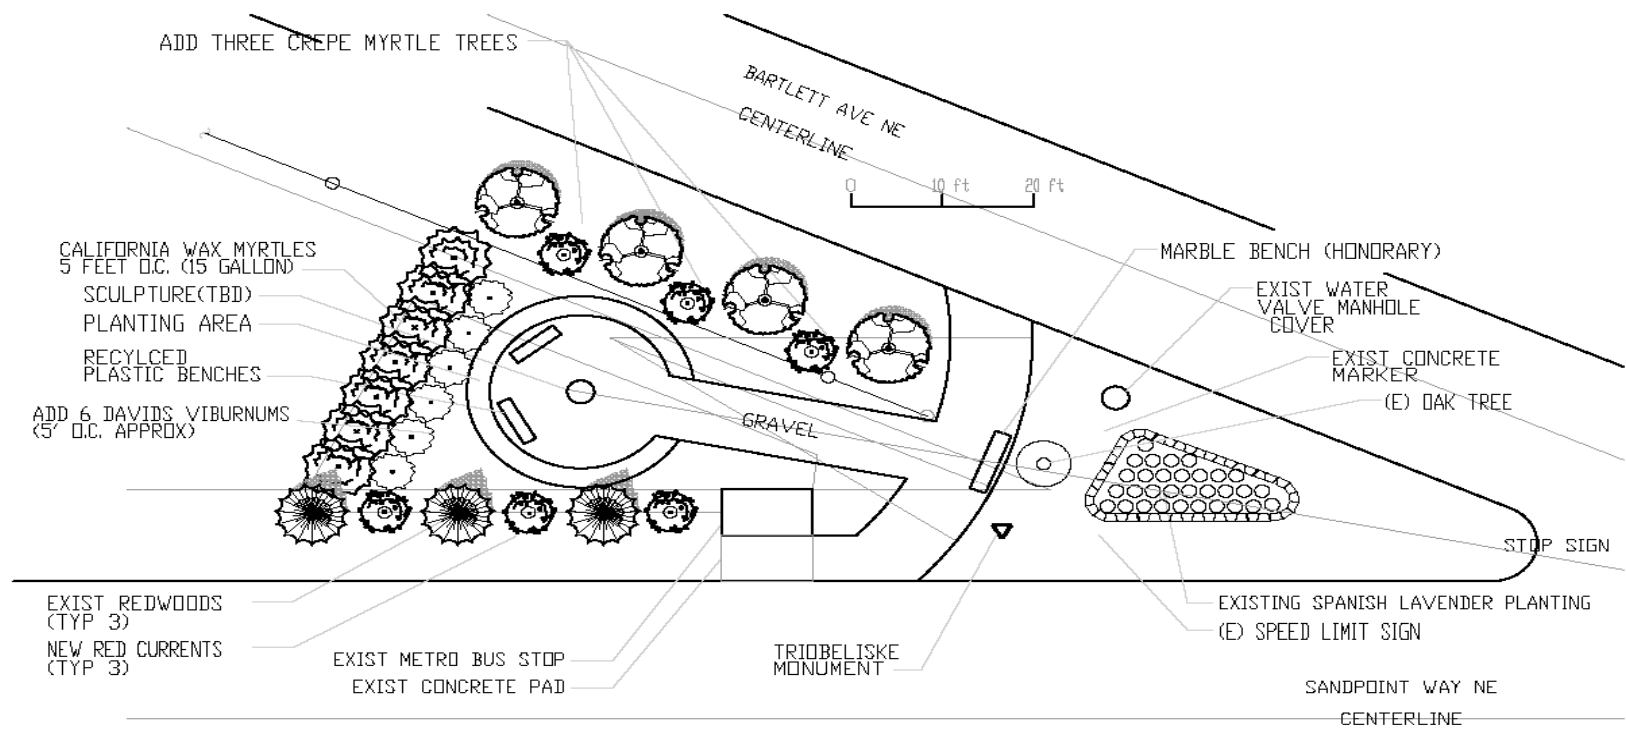 ADD THREE CREPE MYRTLE TREES
BARTLETT AVE NE
CENTERLINE
0 10 ft 20 ft
CALIFORNIA WAX MYRTLES
5 FEET O.C. (15 GALLON)
SCULPTURE(TBD)
PLANTING AREA
RECYLCED
PLASTIC BENCHES
ADD 6 DAVIDS VIBURNUMS
(5' O.C. APPROX)
GRAVEL
MARBLE BENCH (HONORARY)
EXIST WATER
VALVE MANHOLE
COVER
EXIST CONCRETE
MARKER
(E) OAK TREE
STOP SIGN
EXIST REDWOODS
(TYP 3)
NEW RED CURRENTS
(TYP 3)
EXIST METRO BUS STOP
EXIST CONCRETE PAD
TRIOBELISKE
MONUMENT
EXISTING SPANISH LAVENDER PLANTING
(E) SPEED LIMIT SIGN
SANDPOINT WAY NE
CENTERLINE